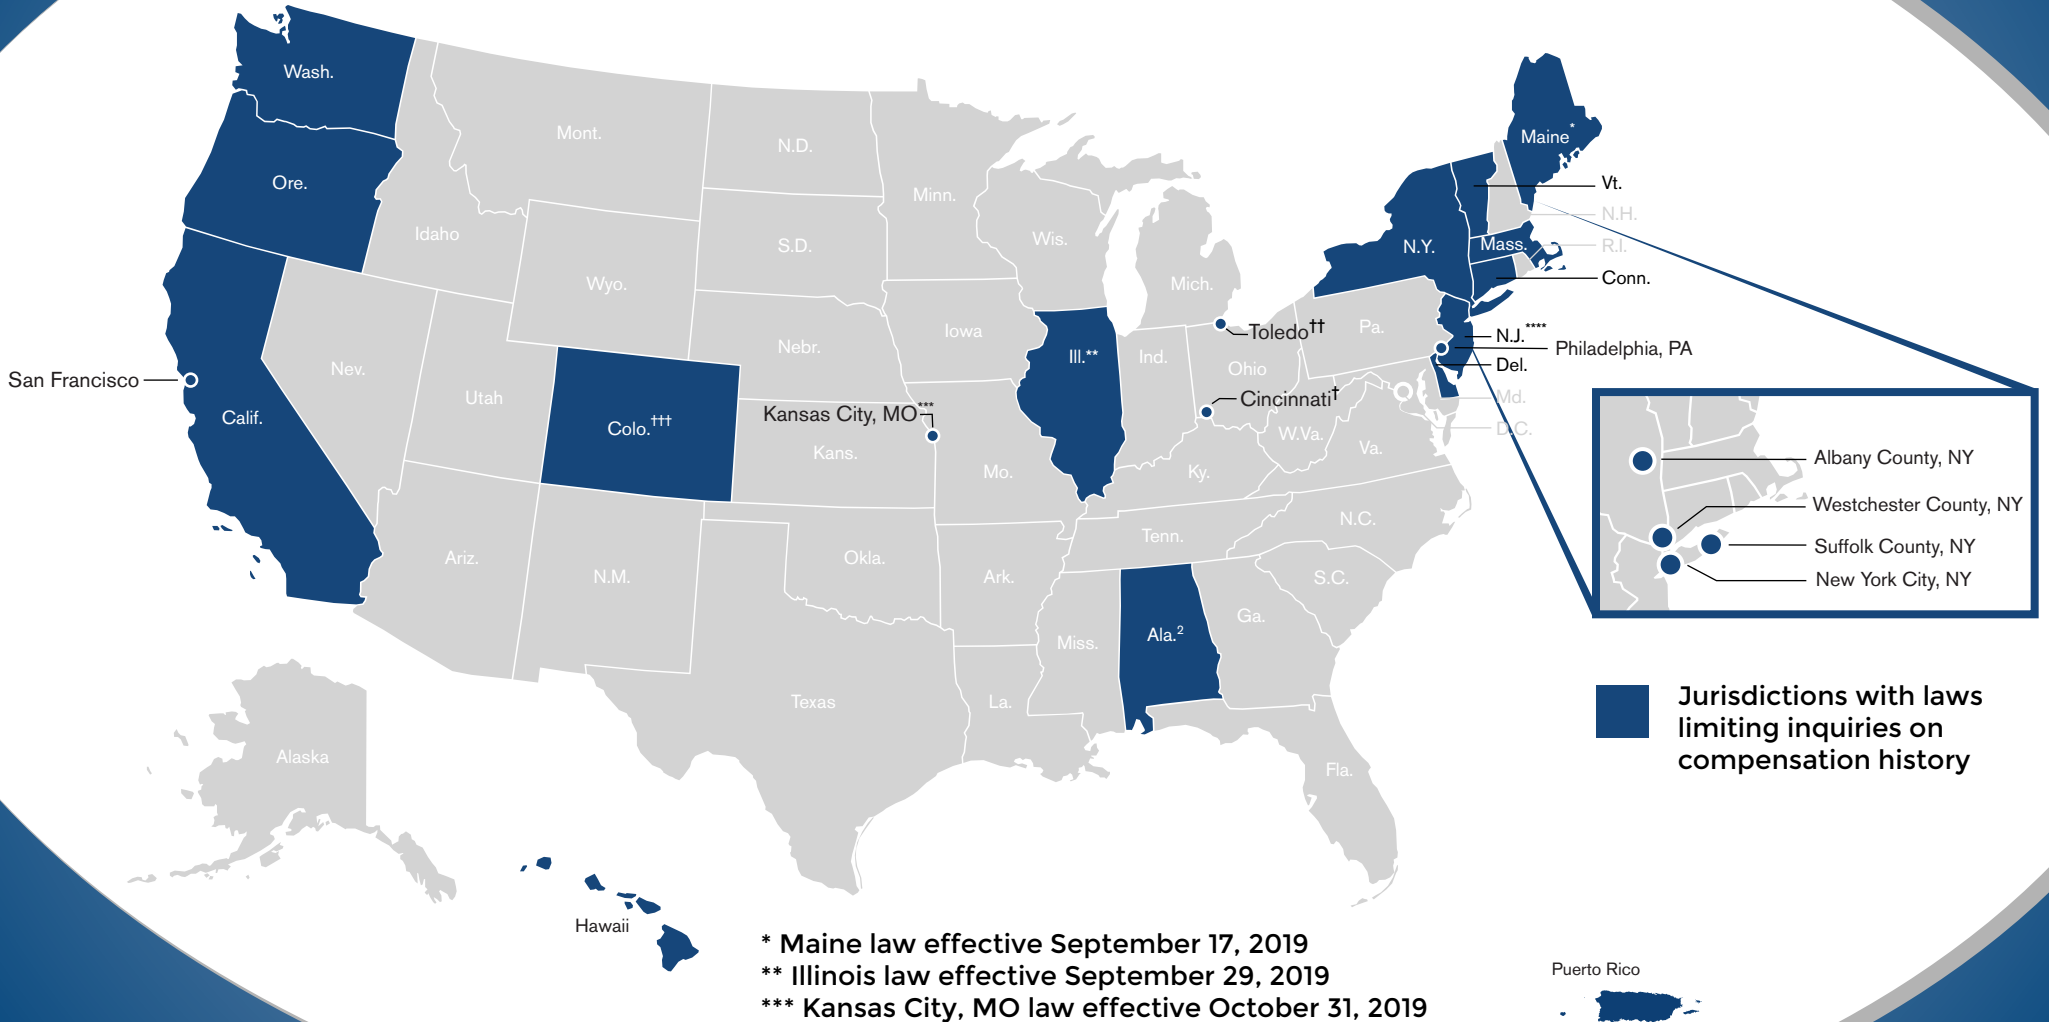 Wash.
Ore.
Calif.
San Francisco
Idaho
Nev.
Mont.
Wyo.
Utah
Colo.†††
Ariz.
N.M.
N.D.
S.D.
Nebr.
Kansas City, MO***
Kans.
Okla.
Texas
Minn.
Iowa
Mo.
Ark.
La.
Wis.
Ill.**
Mich.
Ind.
Ohio
Toledo††
Cincinnati†
Ky.
Tenn.
Miss.
Ala.²
Ga.
Fla.
S.C.
N.C.
Va.
W.Va.
Pa.
N.Y.
Maine*
Vt.
N.H.
Mass.
R.I.
Conn.
N.J.****
Philadelphia, PA
Del.
Md.
D.C.
Albany County, NY
Westchester County, NY
Suffolk County, NY
New York City, NY
Jurisdictions with laws
limiting inquiries on
compensation history
Alaska
Hawaii
* Maine law effective September 17, 2019
** Illinois law effective September 29, 2019
*** Kansas City, MO law effective October 31, 2019
Puerto Rico